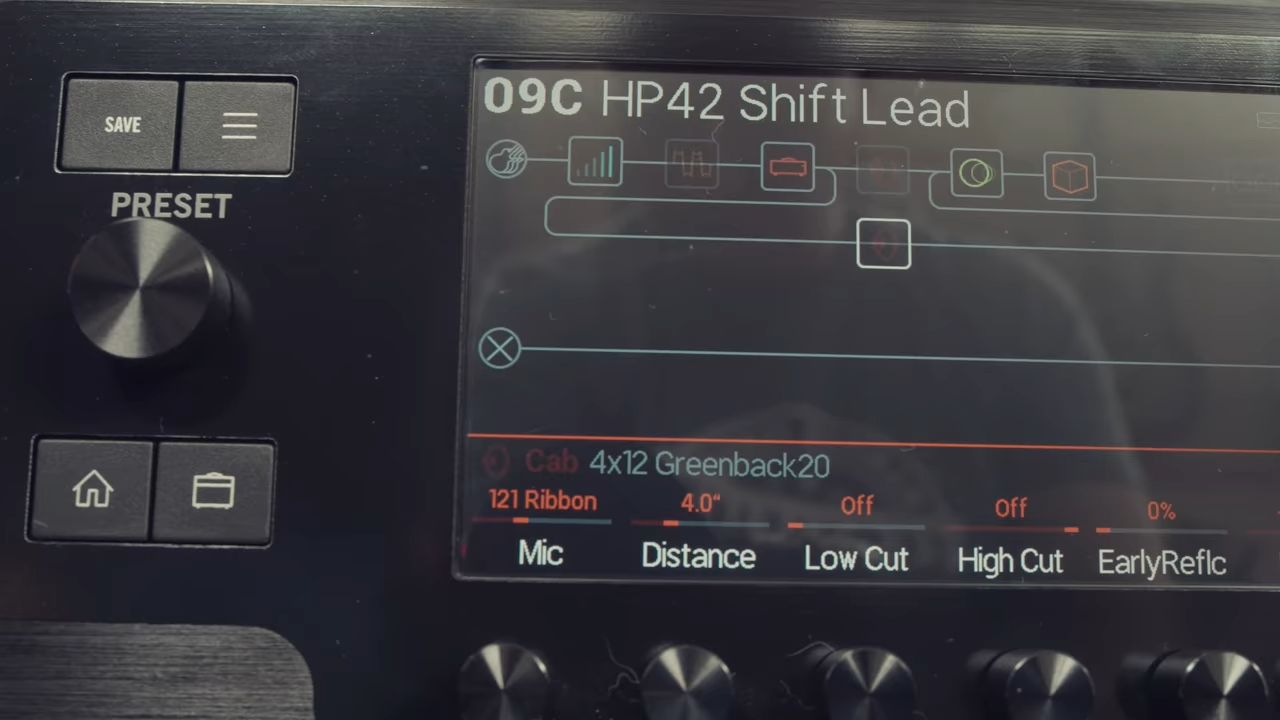 SAVE
PRESET
09C HP42 Shift Lead
Cab 4x12 Greenback20
121 Ribbon 4.0" Off Off 0%
Mic Distance Low Cut High Cut EarlyReflc